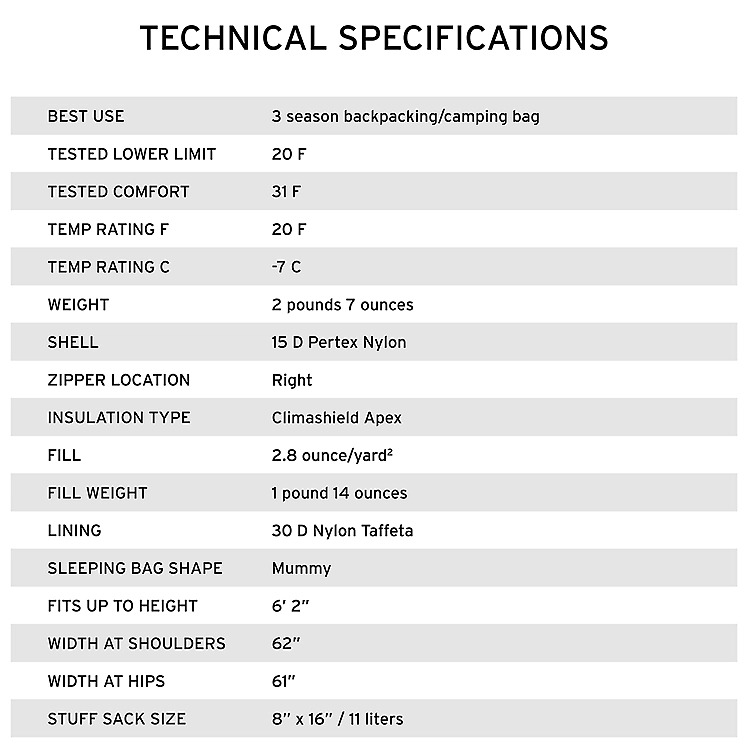 TECHNICAL SPECIFICATIONS
BEST USE 3 season backpacking/camping bag
TESTED LOWER LIMIT 20 F
TESTED COMFORT 31 F
TEMP RATING F 20 F
TEMP RATING C -7 C
WEIGHT 2 pounds 7 ounces
SHELL 15 D Pertex Nylon
ZIPPER LOCATION Right
INSULATION TYPE Climashield Apex
FILL 2.8 ounce/yard²
FILL WEIGHT 1 pound 14 ounces
LINING 30 D Nylon Taffeta
SLEEPING BAG SHAPE Mummy
FITS UP TO HEIGHT 6’ 2”
WIDTH AT SHOULDERS 62”
WIDTH AT HIPS 61”
STUFF SACK SIZE 8” x 16” / 11 liters